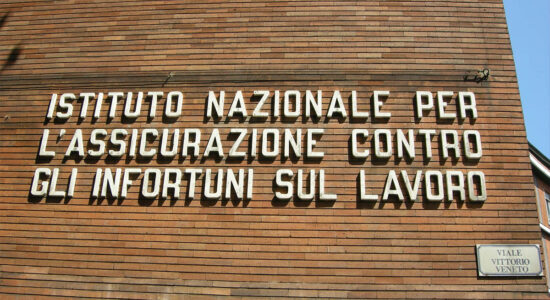 ISTITUTO NAZIONALE PER
L'ASSICURAZIONE CONTRO
GLI INFORTUNI SUL LAVORO
VIALE
VITTORIO
VENETO